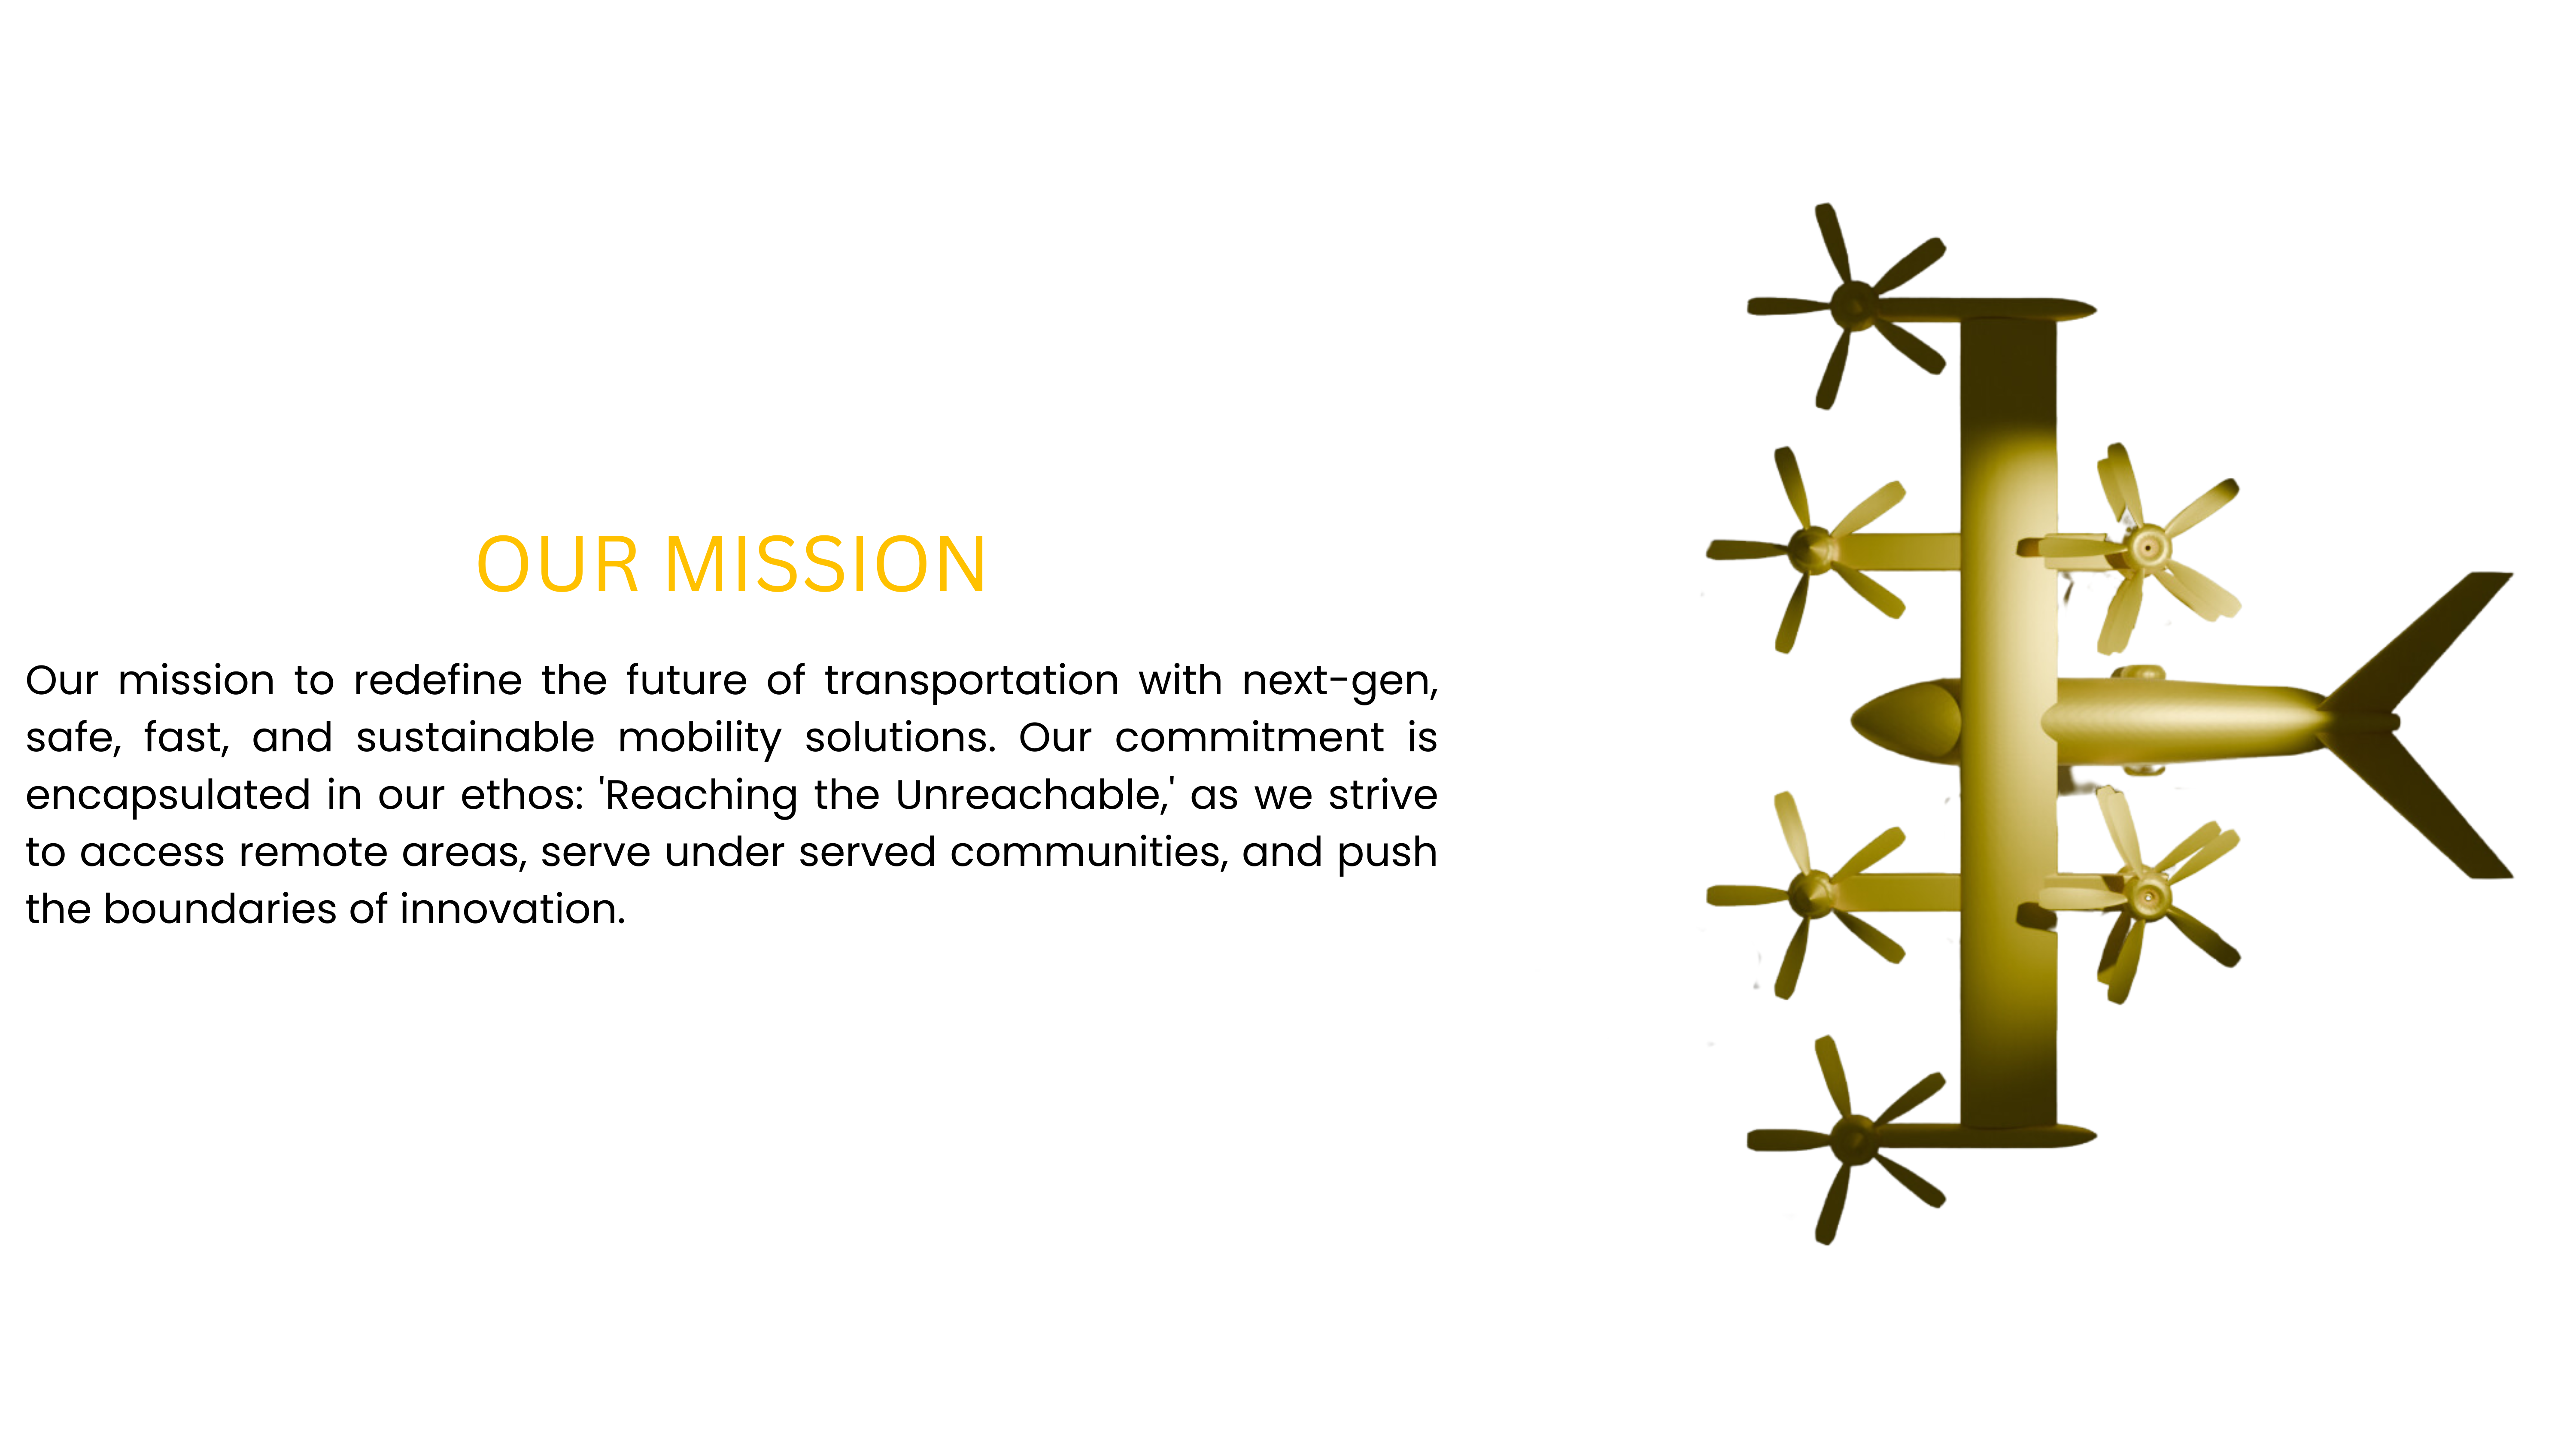 OUR MISSION
Our mission to redefine the future of transportation with next-gen,
safe, fast, and sustainable mobility solutions. Our commitment is
encapsulated in our ethos: 'Reaching the Unreachable,' as we strive
to access remote areas, serve under served communities, and push
the boundaries of innovation.